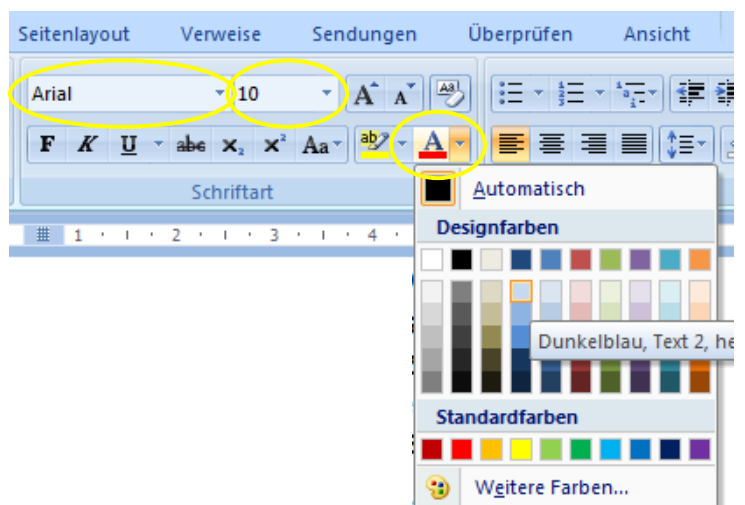 Seitenlayout Verweise Sendungen Überprüfen Ansicht
Arial 10 A A Aa
F K U abc x₂ x² Aa ab A
Schriftart
Automatisch
1 2 3 4
Designfarben
Dunkelblau, Text 2, he
Standardfarben
Weitere Farben...